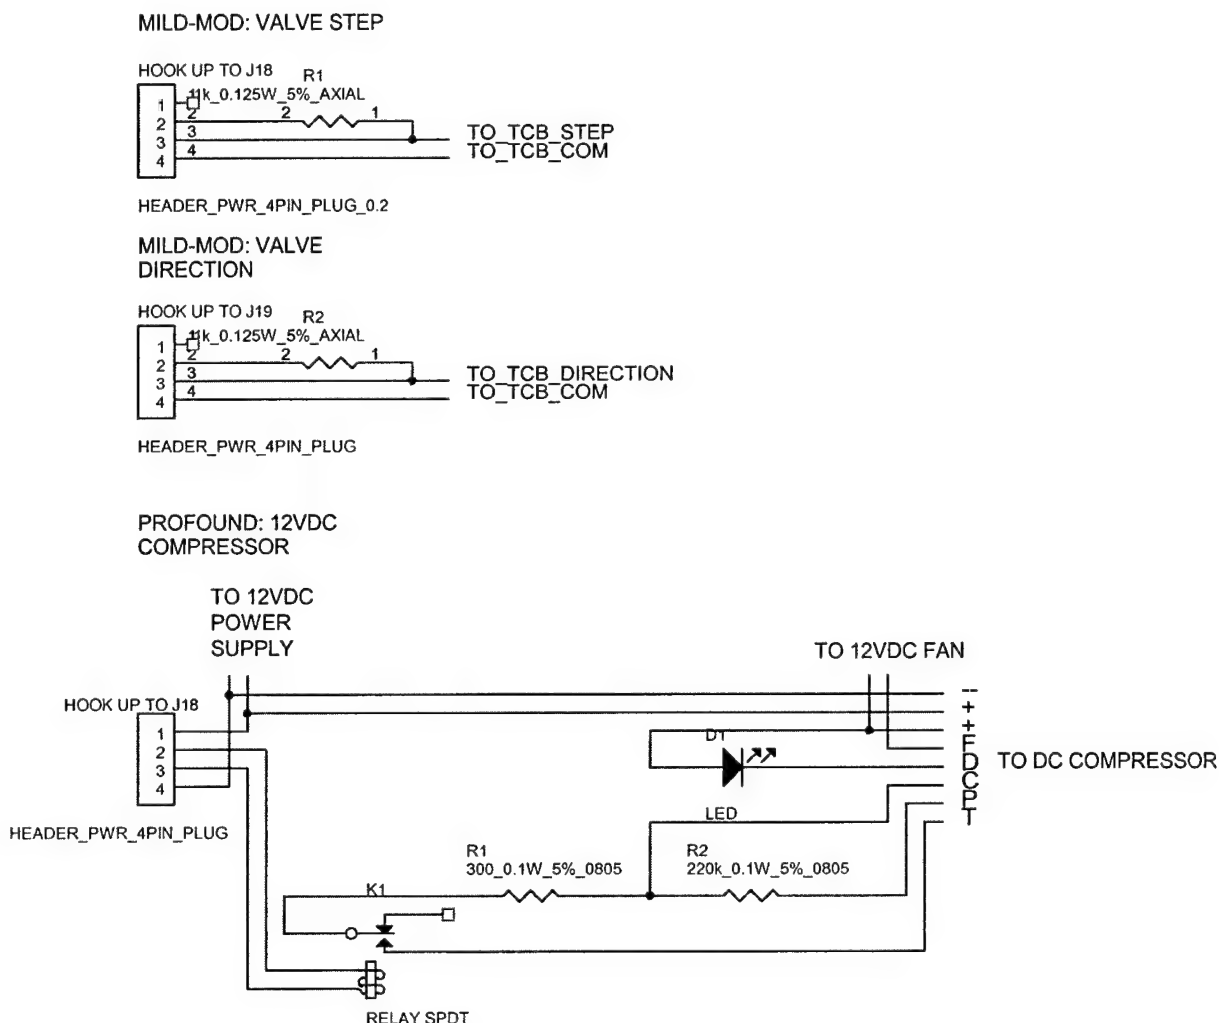 MILD-MOD: VALVE STEP
HOOK UP TO J18
R1
1k_0.125W_5%_AXIAL
1
2
3
4
2
3
4
2
1
TO_TCB_STEP
TO_TCB_COM
HEADER_PWR_4PIN_PLUG_0.2
MILD-MOD: VALVE
DIRECTION
HOOK UP TO J19
R2
1k_0.125W_5%_AXIAL
1
2
3
4
2
3
4
2
1
TO_TCB_DIRECTION
TO_TCB_COM
HEADER_PWR_4PIN_PLUG
PROFOUND: 12VDC
COMPRESSOR
TO 12VDC
POWER
SUPPLY
TO 12VDC FAN
HOOK UP TO J18
1
2
3
4
HEADER_PWR_4PIN_PLUG
D1
LED
--
+
+
F
D
C
P
T
TO DC COMPRESSOR
R1
300_0.1W_5%_0805
R2
220k_0.1W_5%_0805
K1
RELAY SPDT